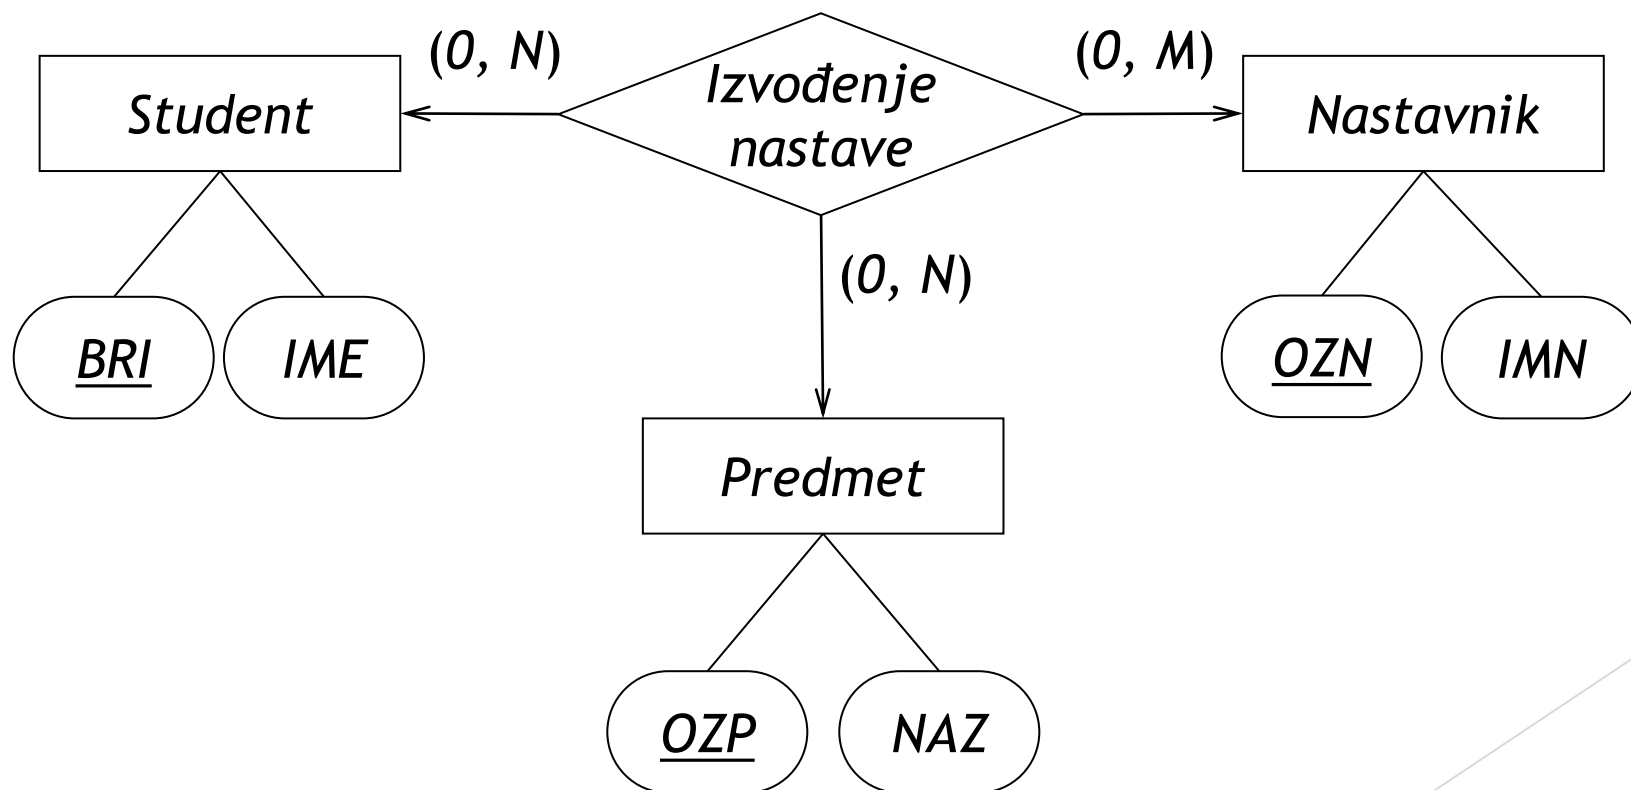 (0, N)
(0, M)
Student
Izvođenje
nastave
Nastavnik
(0, N)
BRI
IME
OZN
IMN
Predmet
OZP
NAZ